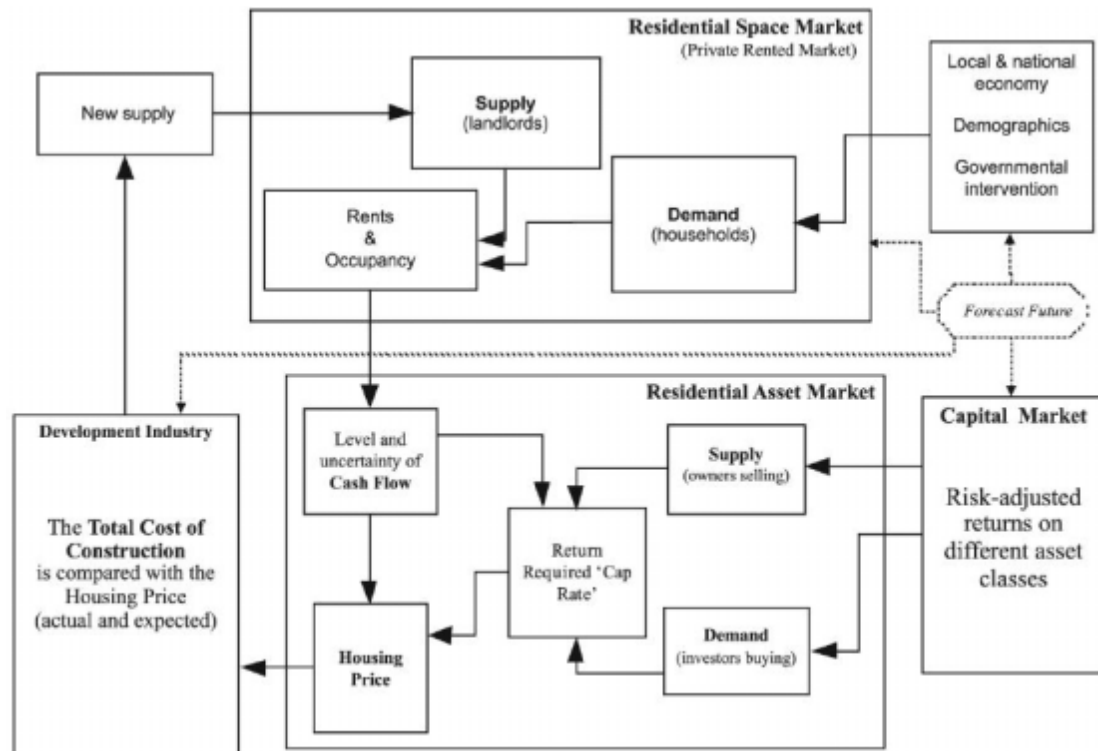 Residential Space Market
(Private Rented Market)
New supply
Supply
(landlords)
Rents
&
Occupancy
Demand
(households)
Local & national
economy
Demographics
Governmental
intervention
Forecast Future
Residential Asset Market
Level and
uncertainty of
Cash Flow
Supply
(owners selling)
Return
Required ‘Cap
Rate’
Demand
(investors buying)
Housing
Price
Capital Market
Risk-adjusted
returns on
different asset
classes
Development Industry
The Total Cost of
Construction
is compared with the
Housing Price
(actual and expected)